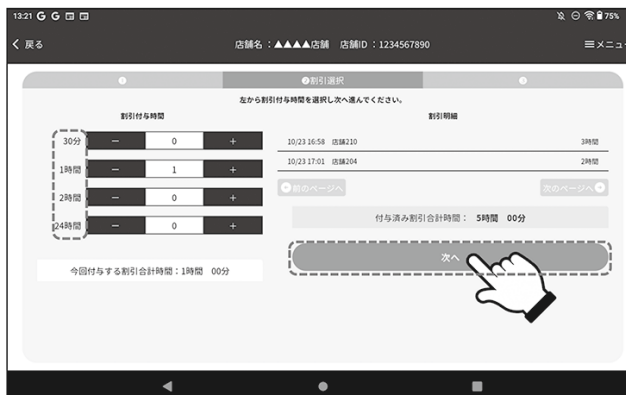 13:21 G G 75%
戻る 店舗名：▲▲▲▲店舗 店舗ID：1234567890 メニュー
❷割引選択
左から割引付与時間を選択し次へ進んでください。
割引付与時間 割引明細
30分 － 0 ＋
10/23 16:58 店舗210 3時間
1時間 － 1 ＋
10/23 17:01 店舗204 2時間
前のページへ 次のページへ
2時間 － 0 ＋
24時間 － 0 ＋
付与済み割引合計時間： 5時間 00分
次へ
今回付与する割引合計時間：1時間 00分